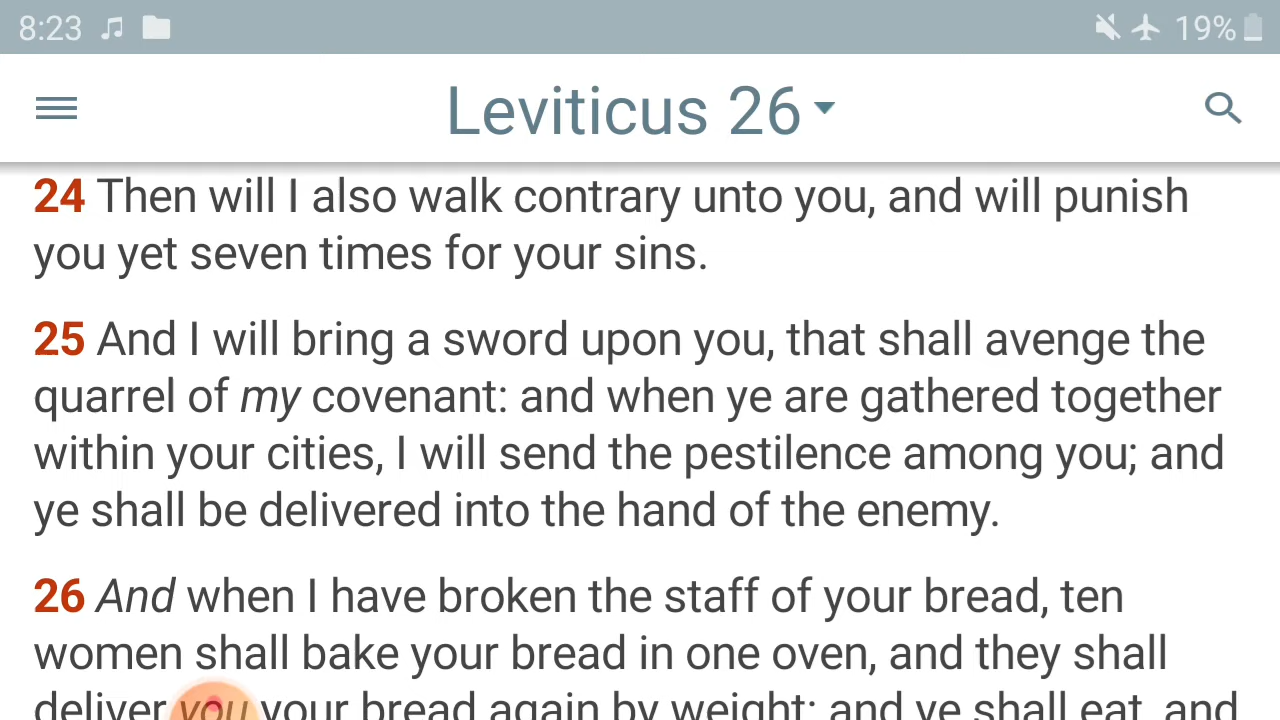 8:23 19%
Leviticus 26
24 Then will I also walk contrary unto you, and will punish
you yet seven times for your sins.
25 And I will bring a sword upon you, that shall avenge the
quarrel of my covenant: and when ye are gathered together
within your cities, I will send the pestilence among you; and
ye shall be delivered into the hand of the enemy.
26 And when I have broken the staff of your bread, ten
women shall bake your bread in one oven, and they shall
deliver you your bread again by weight: and ye shall eat, and